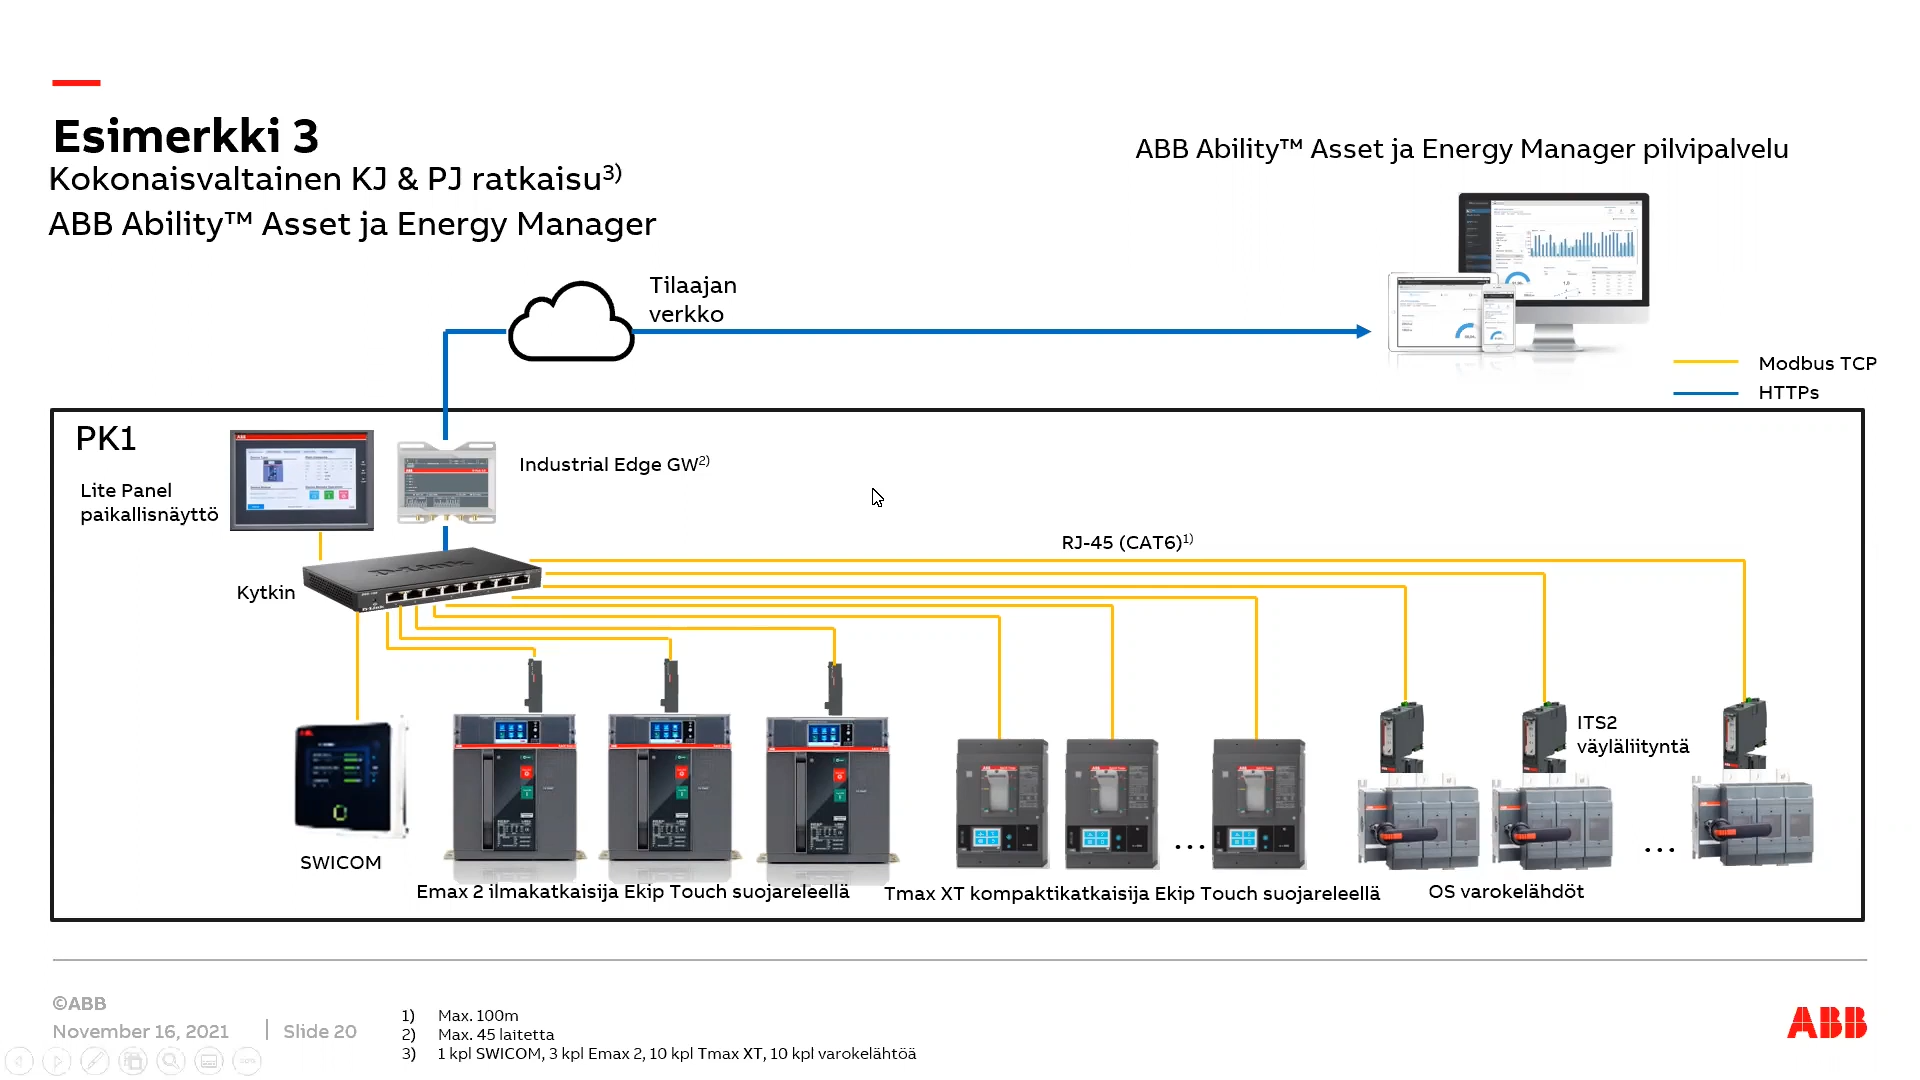 Esimerkki 3
Kokonaisvaltainen KJ & PJ ratkaisu3)
ABB Ability™ Asset ja Energy Manager
ABB Ability™ Asset ja Energy Manager pilvipalvelu
Tilaajan
verkko
Modbus TCP
HTTPs
PK1
Lite Panel
paikallisnäyttö
Industrial Edge GW2)
RJ-45 (CAT6)1)
Kytkin
D-Link
ITS2
väyläliityntä
SWICOM
Emax 2 ilmakatkaisija Ekip Touch suojareleellä
Tmax XT kompaktikatkaisija Ekip Touch suojareleellä
OS varokelähdöt
...
...
©ABB
November 16, 2021 | Slide 20
1) Max. 100m
2) Max. 45 laitetta
3) 1 kpl SWICOM, 3 kpl Emax 2, 10 kpl Tmax XT, 10 kpl varokelähtöä
ABB